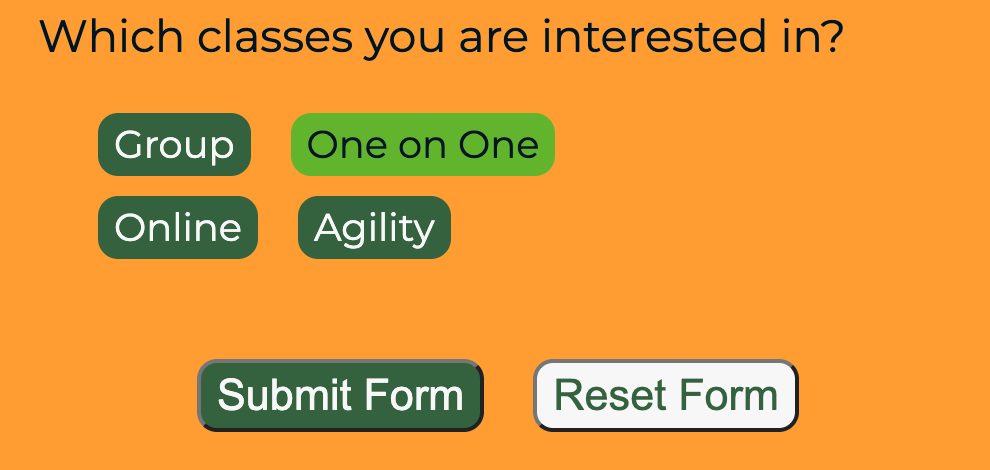 Which classes you are interested in?
Group One on One
Online Agility
Submit Form Reset Form